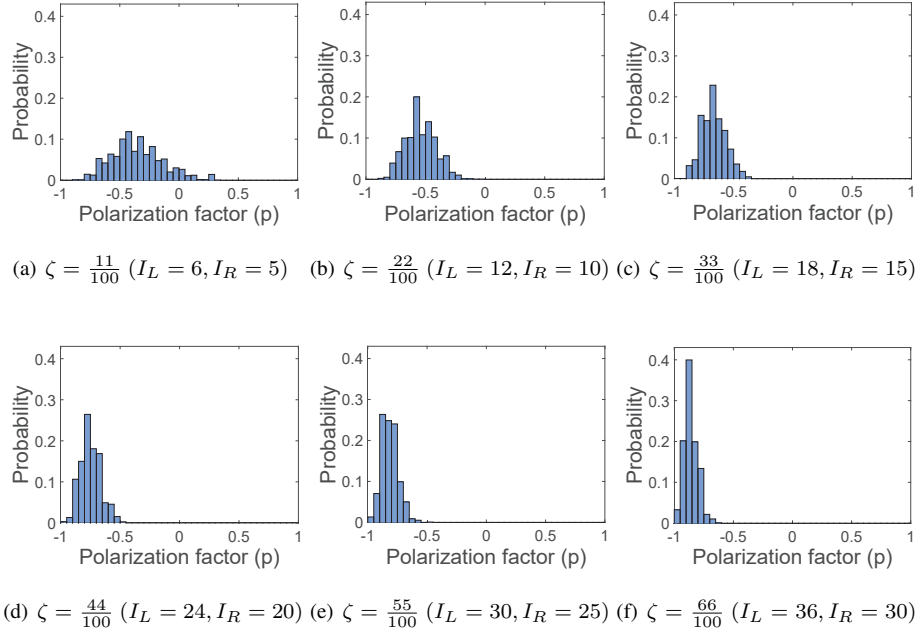 0.4
0.3
0.2
0.1
0
Probability
-1 -0.5 0 0.5 1
Polarization factor (p)
0.4
0.3
0.2
0.1
0
Probability
-1 -0.5 0 0.5 1
Polarization factor (p)
0.4
0.3
0.2
0.1
0
Probability
-1 -0.5 0 0.5 1
Polarization factor (p)
(a) ζ = 11/100 (I_L = 6, I_R = 5)
(b) ζ = 22/100 (I_L = 12, I_R = 10)
(c) ζ = 33/100 (I_L = 18, I_R = 15)
0.4
0.3
0.2
0.1
0
Probability
-1 -0.5 0 0.5 1
Polarization factor (p)
0.4
0.3
0.2
0.1
0
Probability
-1 -0.5 0 0.5 1
Polarization factor (p)
0.4
0.3
0.2
0.1
0
Probability
-1 -0.5 0 0.5 1
Polarization factor (p)
(d) ζ = 44/100 (I_L = 24, I_R = 20)
(e) ζ = 55/100 (I_L = 30, I_R = 25)
(f) ζ = 66/100 (I_L = 36, I_R = 30)